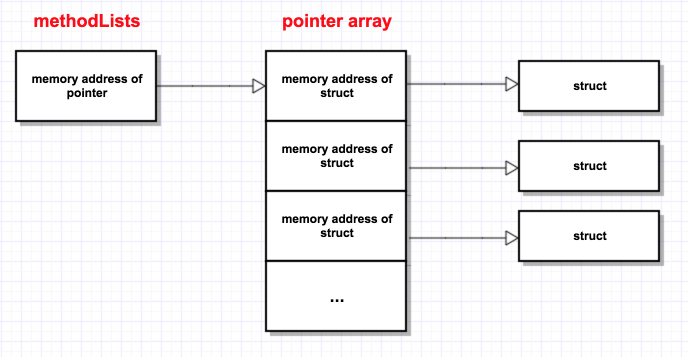 methodLists
pointer array
memory address of
pointer
memory address of
struct
struct
memory address of
struct
struct
memory address of
struct
struct
...